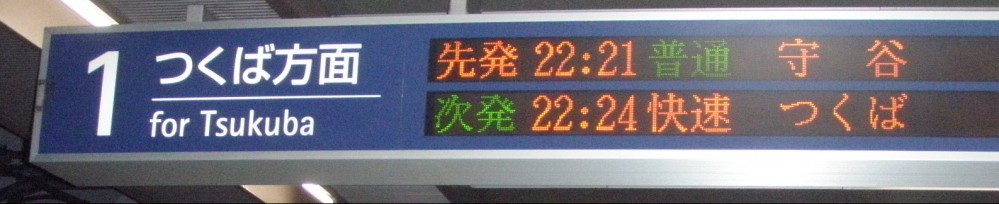 1
つくば方面
for Tsukuba
先発 22:21 普通 守谷
次発 22:24 快速 つくば